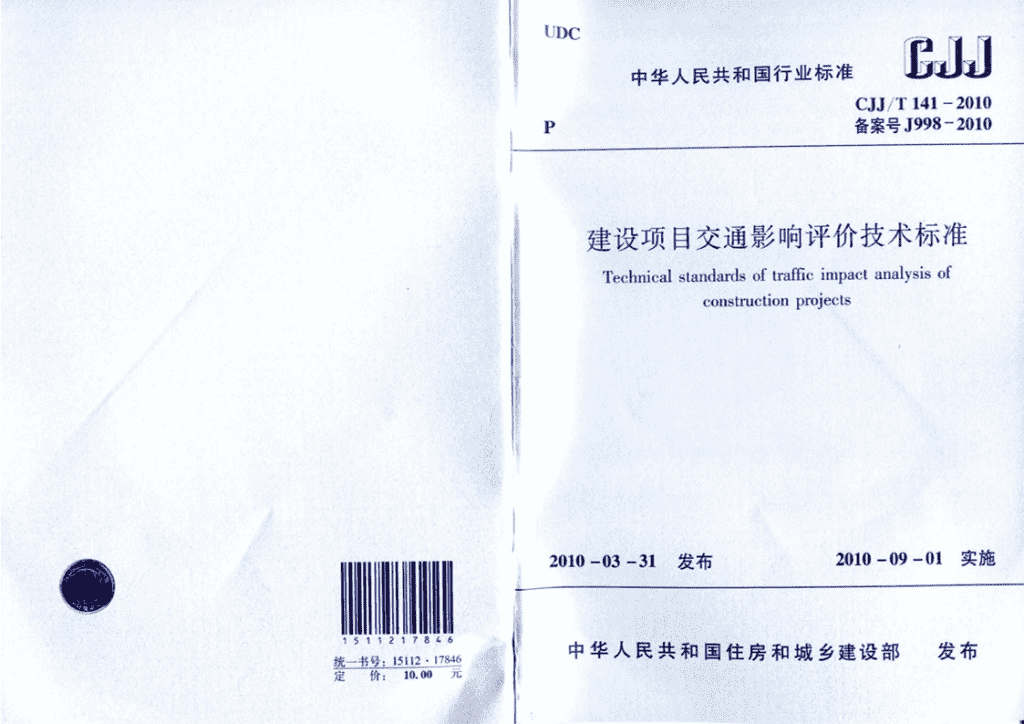 UDC
中华人民共和国行业标准
CJJ
CJJ/T 141-2010
P
备案号 J998-2010
建设项目交通影响评价技术标准
Technical standards of traffic impact analysis of
construction projects
2010-03-31 发布
2010-09-01 实施
中华人民共和国住房和城乡建设部 发布
1511217846
统一书号：15112·17846
定 价： 10.00 元